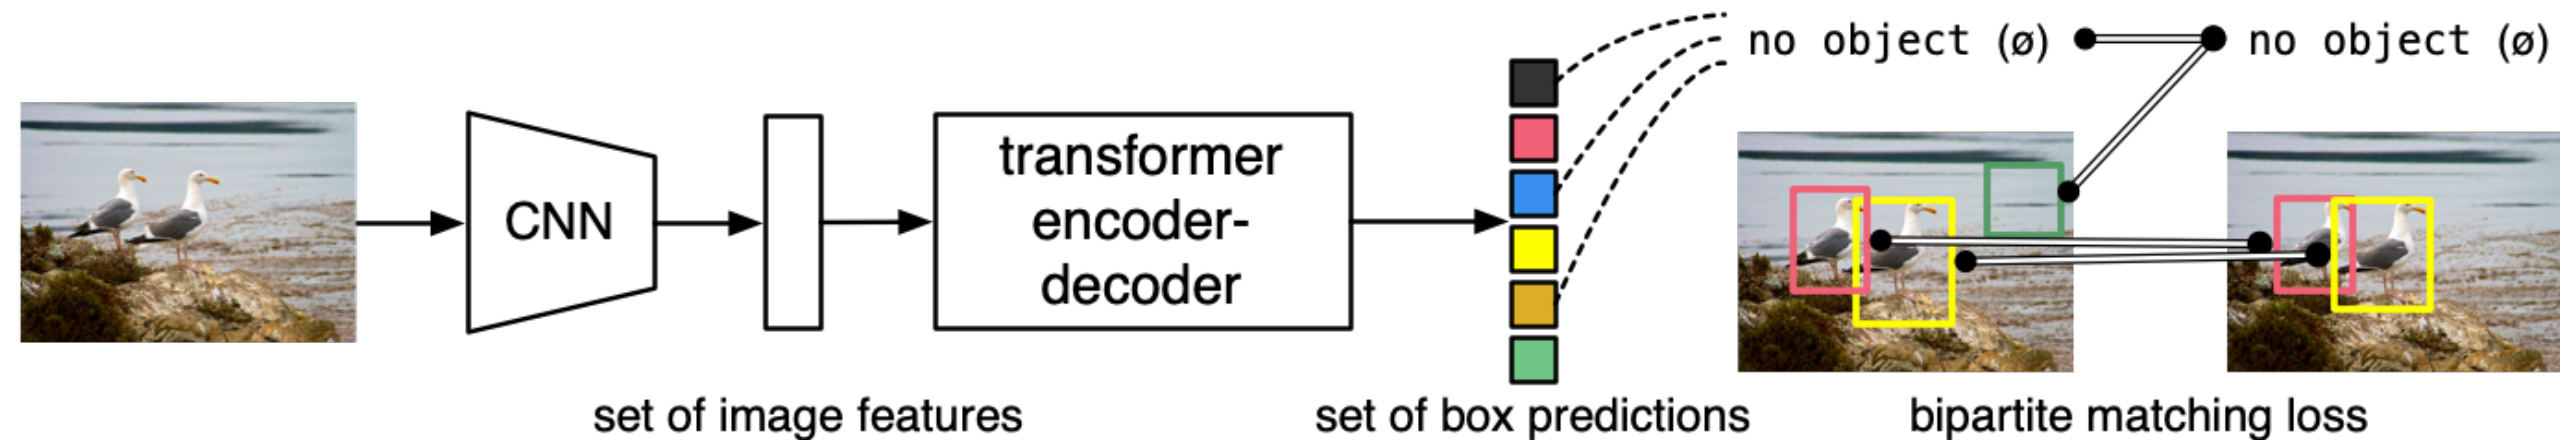 no object (ø)
no object (ø)
CNN
transformer
encoder-
decoder
set of image features
set of box predictions
bipartite matching loss